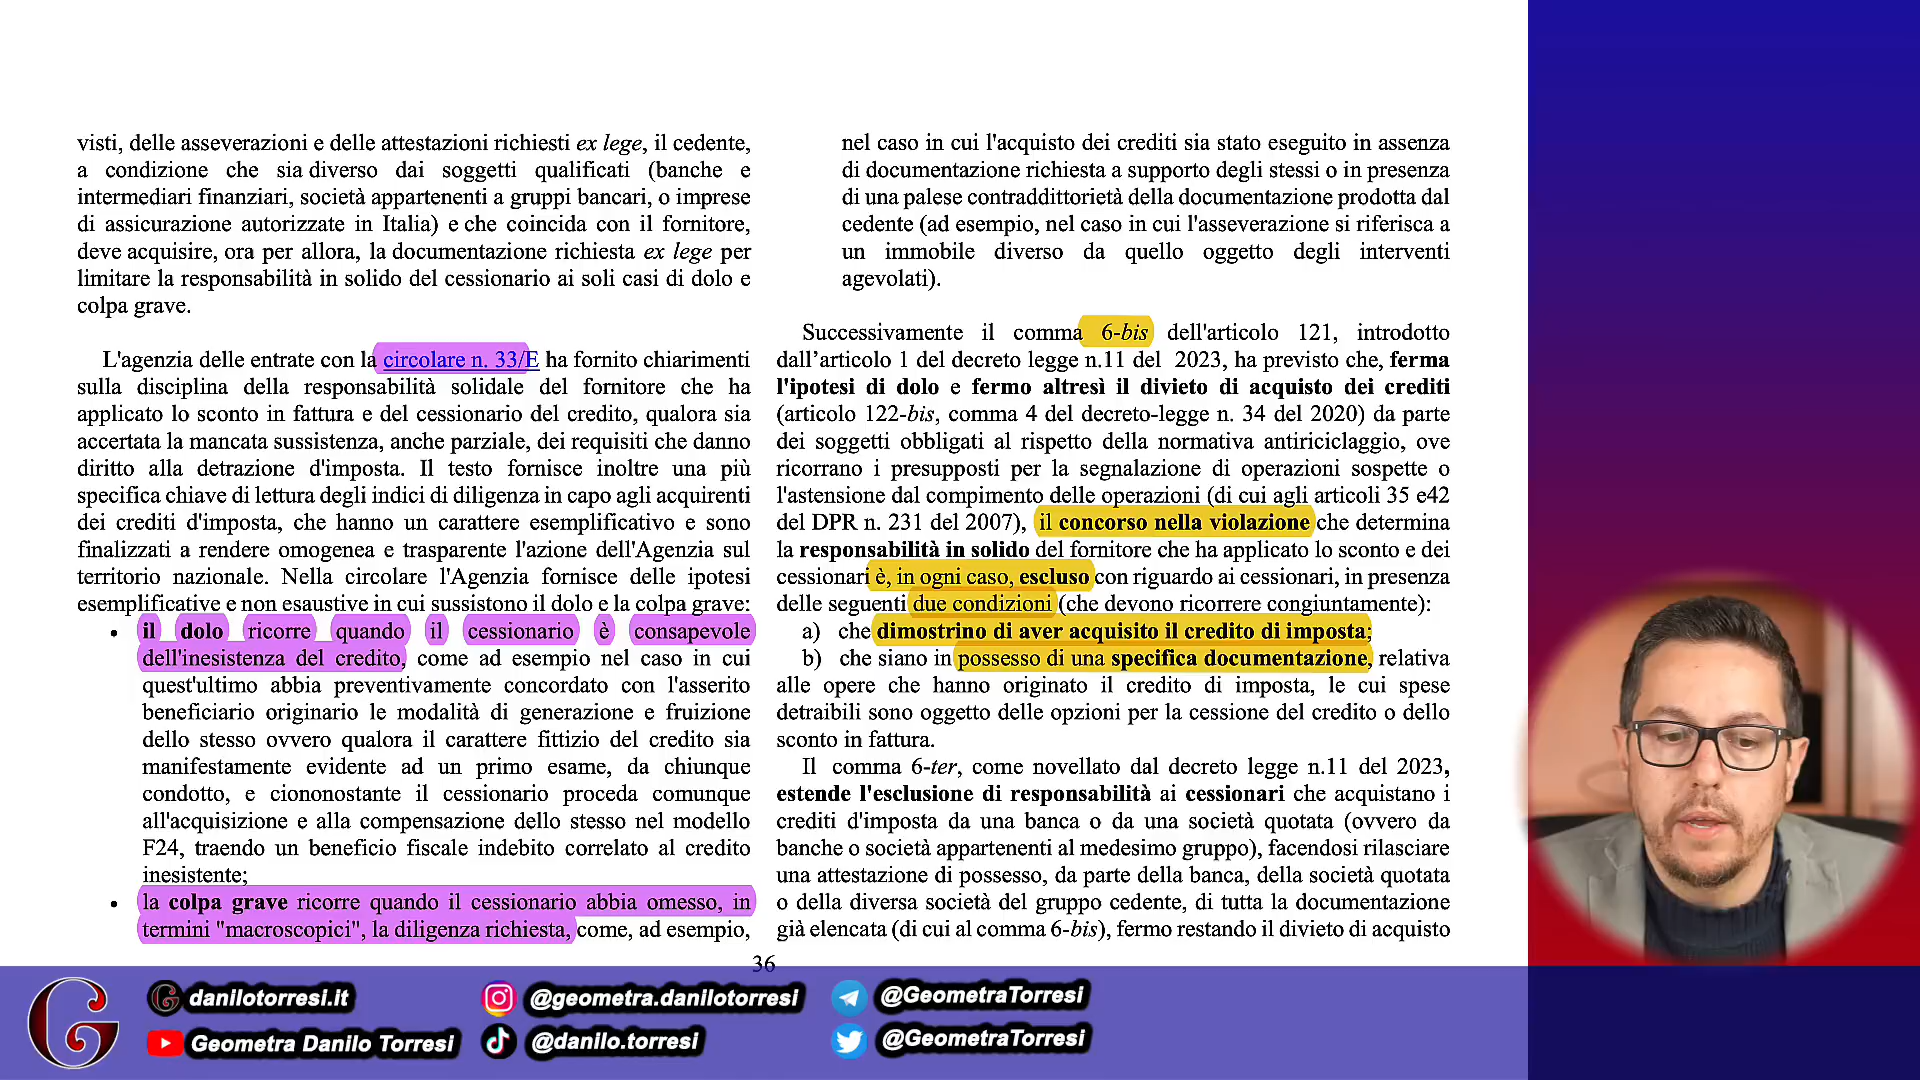 visti, delle asseverazioni e delle attestazioni richiesti ex lege, il cedente,
a condizione che sia diverso dai soggetti qualificati (banche e
intermediari finanziari, società appartenenti a gruppi bancari, o imprese
di assicurazione autorizzate in Italia) e che coincida con il fornitore,
deve acquisire, ora per allora, la documentazione richiesta ex lege per
limitare la responsabilità in solido del cessionario ai soli casi di dolo e
colpa grave.
L'agenzia delle entrate con la circolare n. 33/E ha fornito chiarimenti
sulla disciplina della responsabilità solidale del fornitore che ha
applicato lo sconto in fattura e del cessionario del credito, qualora sia
accertata la mancata sussistenza, anche parziale, dei requisiti che danno
diritto alla detrazione d'imposta. Il testo fornisce inoltre una più
specifica chiave di lettura degli indici di diligenza in capo agli acquirenti
dei crediti d'imposta, che hanno un carattere esemplificativo e sono
finalizzati a rendere omogenea e trasparente l'azione dell'Agenzia sul
territorio nazionale. Nella circolare l'Agenzia fornisce delle ipotesi
esemplificative e non esaustive in cui sussistono il dolo e la colpa grave:
• il dolo ricorre quando il cessionario è consapevole
dell'inesistenza del credito, come ad esempio nel caso in cui
quest'ultimo abbia preventivamente concordato con l'asserito
beneficiario originario le modalità di generazione e fruizione
dello stesso ovvero qualora il carattere fittizio del credito sia
manifestamente evidente ad un primo esame, da chiunque
condotto, e ciononostante il cessionario proceda comunque
all'acquisizione e alla compensazione dello stesso nel modello
F24, traendo un beneficio fiscale indebito correlato al credito
inesistente;
• la colpa grave ricorre quando il cessionario abbia omesso, in
termini "macroscopici", la diligenza richiesta, come, ad esempio,
nel caso in cui l'acquisto dei crediti sia stato eseguito in assenza
di documentazione richiesta a supporto degli stessi o in presenza
di una palese contraddittorietà della documentazione prodotta dal
cedente (ad esempio, nel caso in cui l'asseverazione si riferisca a
un immobile diverso da quello oggetto degli interventi
agevolati).
Successivamente il comma 6-bis dell'articolo 121, introdotto
dall’articolo 1 del decreto legge n.11 del 2023, ha previsto che, ferma
l'ipotesi di dolo e fermo altresì il divieto di acquisto dei crediti
(articolo 122-bis, comma 4 del decreto-legge n. 34 del 2020) da parte
dei soggetti obbligati al rispetto della normativa antiriciclaggio, ove
ricorrano i presupposti per la segnalazione di operazioni sospette o
l'astensione dal compimento delle operazioni (di cui agli articoli 35 e42
del DPR n. 231 del 2007), il concorso nella violazione che determina
la responsabilità in solido del fornitore che ha applicato lo sconto e dei
cessionari è, in ogni caso, escluso con riguardo ai cessionari, in presenza
delle seguenti due condizioni (che devono ricorrere congiuntamente):
a) che dimostrino di aver acquisito il credito di imposta;
b) che siano in possesso di una specifica documentazione, relativa
alle opere che hanno originato il credito di imposta, le cui spese
detraibili sono oggetto delle opzioni per la cessione del credito o dello
sconto in fattura.
Il comma 6-ter, come novellato dal decreto legge n.11 del 2023,
estende l'esclusione di responsabilità ai cessionari che acquistano i
crediti d'imposta da una banca o da una società quotata (ovvero da
banche o società appartenenti al medesimo gruppo), facendosi rilasciare
una attestazione di possesso, da parte della banca, della società quotata
o della diversa società del gruppo cedente, di tutta la documentazione
già elencata (di cui al comma 6-bis), fermo restando il divieto di acquisto
36
danilotorresi.it
@geometra.danilotorresi
@GeometraTorresi
Geometra Danilo Torresi
@danilo.torresi
@GeometraTorresi